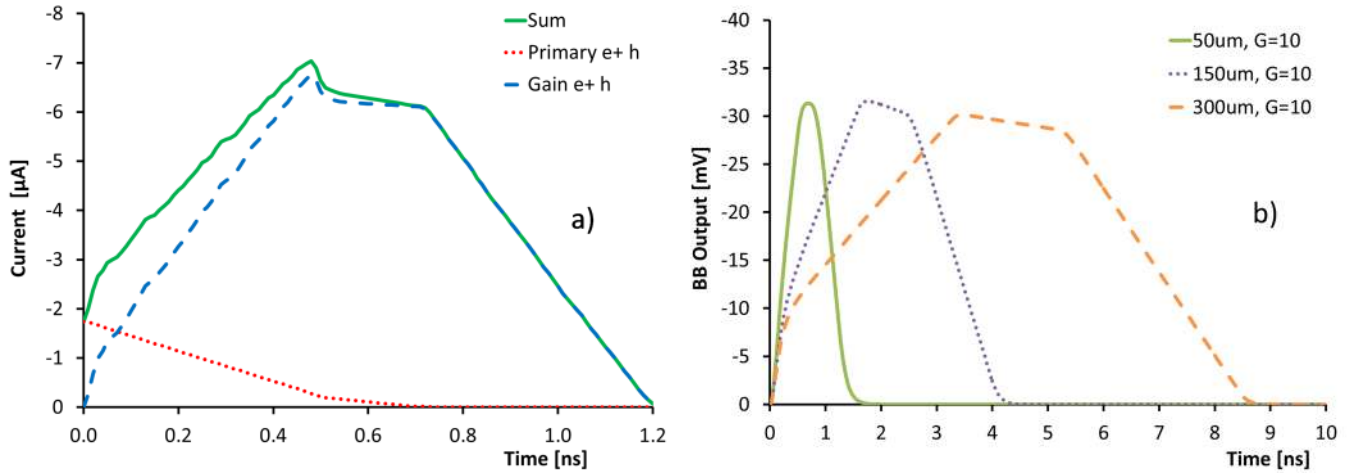 -8
-7
-6
-5
-4
-3
-2
-1
0
Current [µA]
0.0 0.2 0.4 0.6 0.8 1.0 1.2
Time [ns]
Sum
Primary e+ h
Gain e+ h
a)
-40
-35
-30
-25
-20
-15
-10
-5
0
BB Output [mV]
0 1 2 3 4 5 6 7 8 9 10
Time [ns]
50um, G=10
150um, G=10
300um, G=10
b)